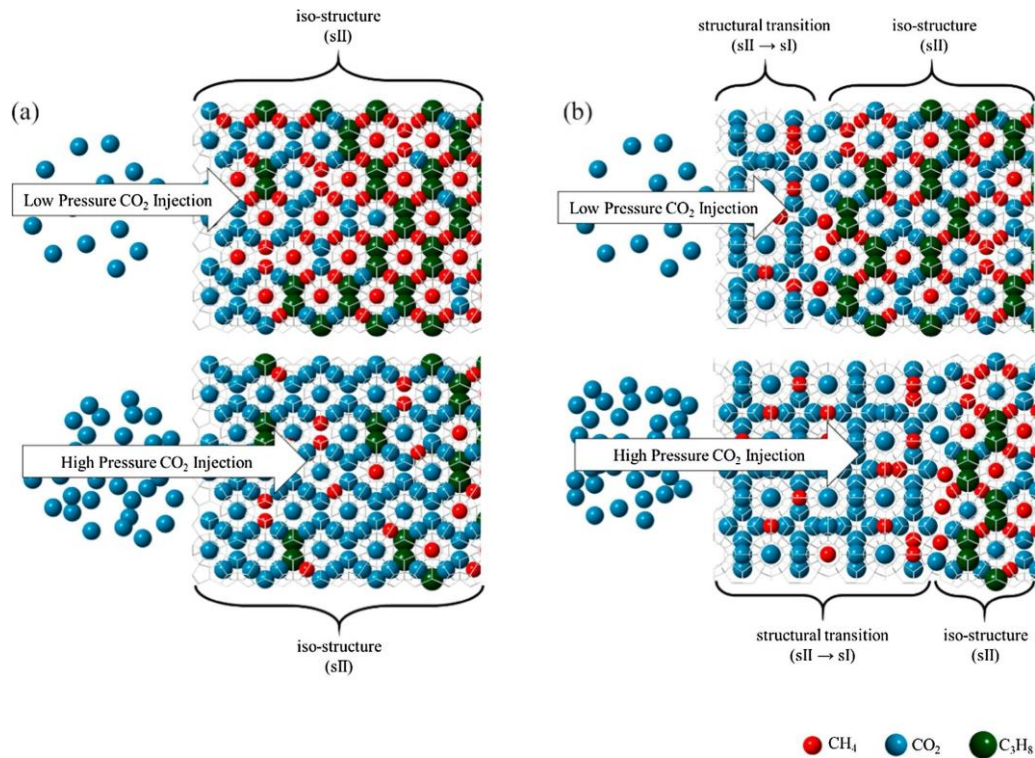 iso-structure
(sII)
(a)
Low Pressure CO₂ Injection
High Pressure CO₂ Injection
iso-structure
(sII)
structural transition
(sII → sI)
iso-structure
(sII)
(b)
Low Pressure CO₂ Injection
High Pressure CO₂ Injection
structural transition
(sII → sI)
iso-structure
(sII)
CH₄
CO₂
C₃H₈